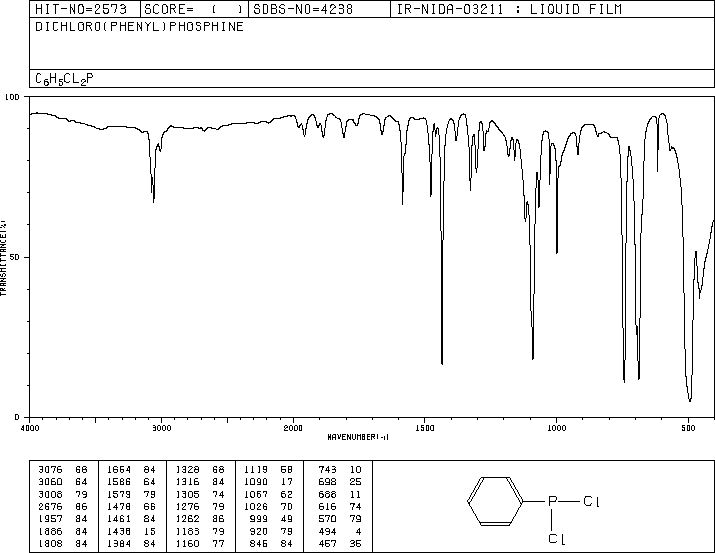 HIT-NO=2573 SCORE= ( ) SDBS-NO=4238 IR-NIDA-03211 : LIQUID FILM
DICHLORO(PHENYL)PHOSPHINE
C6H5CL2P
100
50
0
TRANSMITTANCE(%)
4000 3000 2000 1500 1000 500
WAVENUMBER(-1)
3076 66 1664 84 1328 68 1119 58 743 10
3060 64 1586 64 1316 84 1090 17 698 25
3008 79 1579 79 1305 74 1067 62 688 11
2676 86 1478 66 1276 79 1026 70 616 74
1957 84 1461 84 1262 86 999 49 570 79
1886 84 1438 15 1183 79 920 79 494 4
1808 84 1384 84 1160 77 846 84 457 36
P Cl
Cl